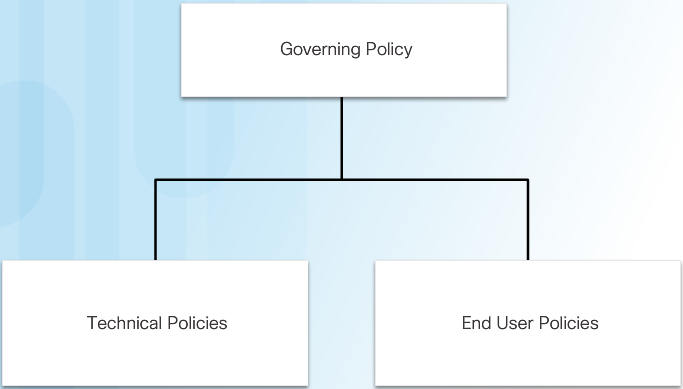 Governing Policy
Technical Policies
End User Policies